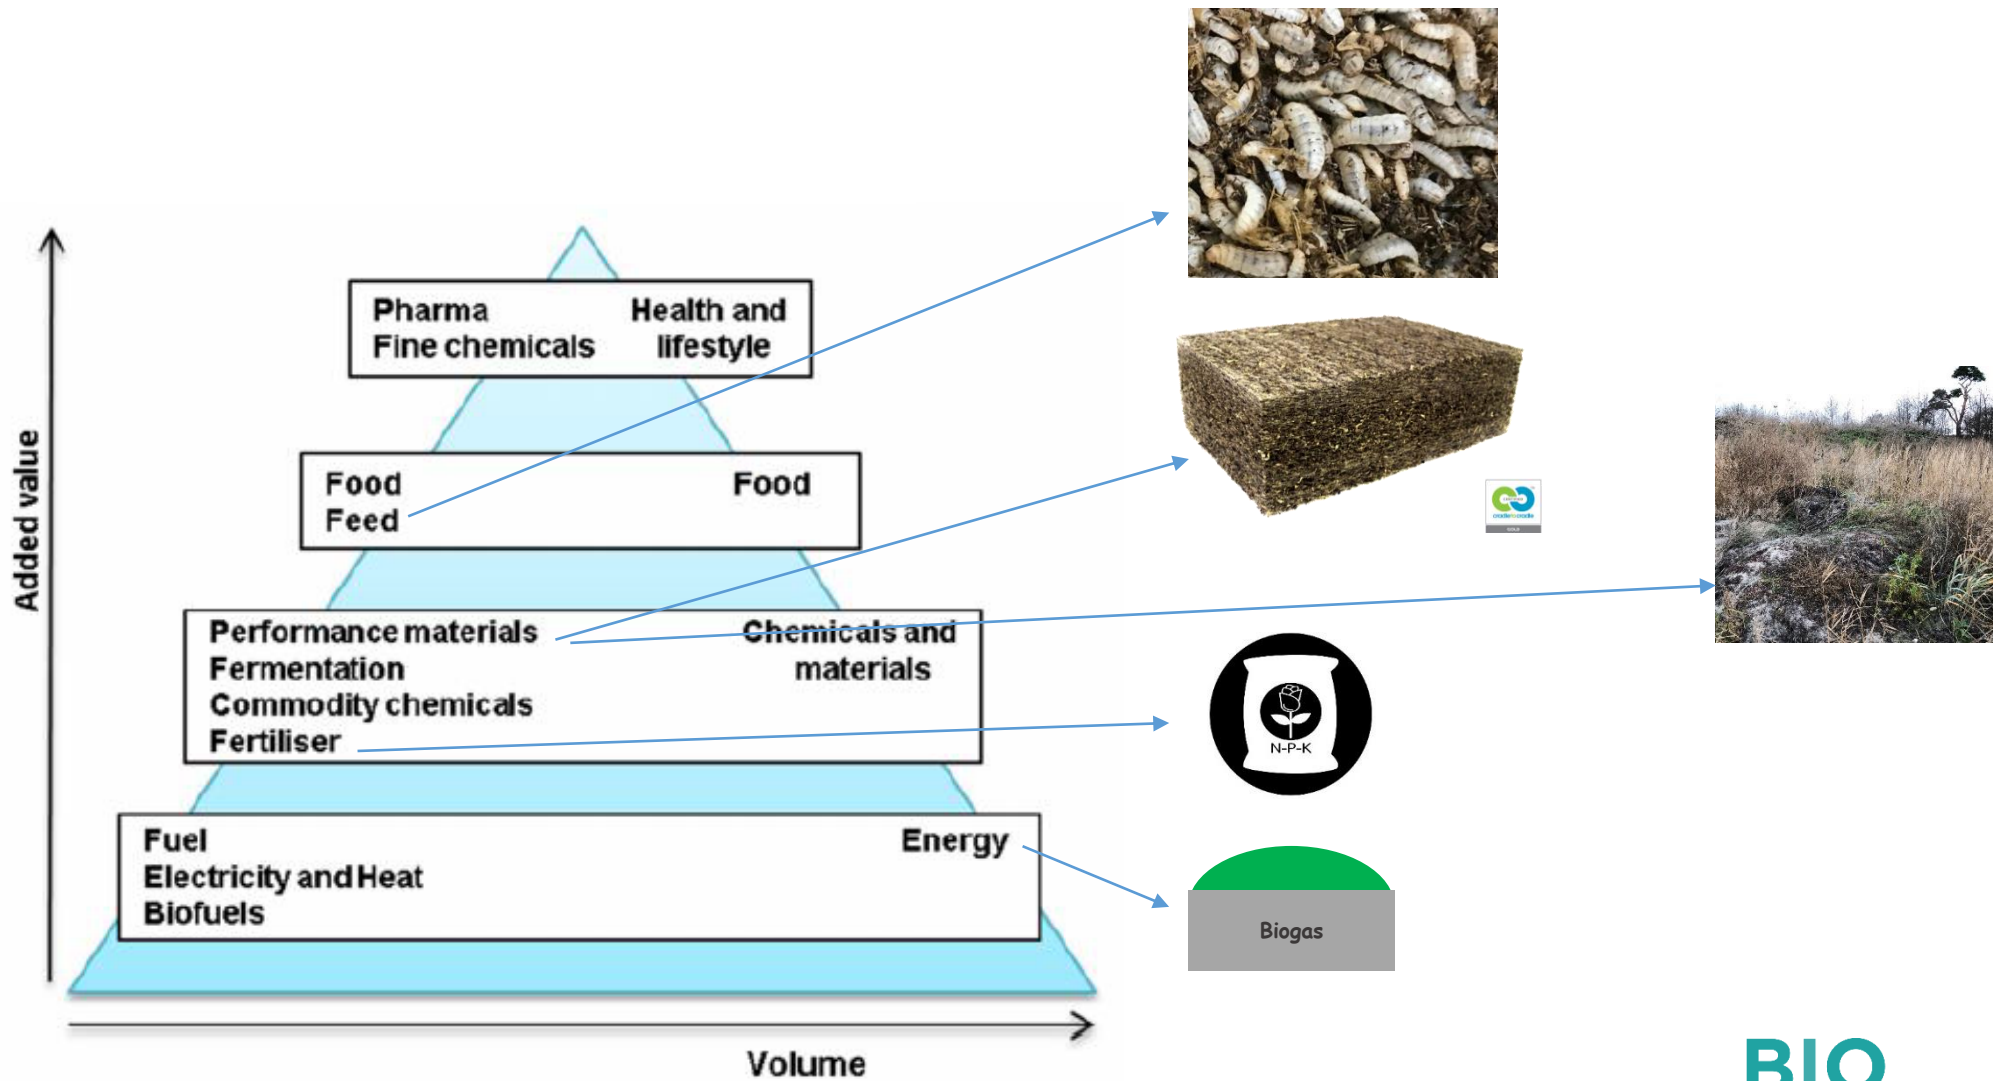 Added value
Pharma
Fine chemicals
Health and
lifestyle
Food
Feed
Food
Performance materials
Fermentation
Commodity chemicals
Fertiliser
Chemicals and
materials
Fuel
Electricity and Heat
Biofuels
Energy
Volume
cradletocradle
N-P-K
Biogas
BIO